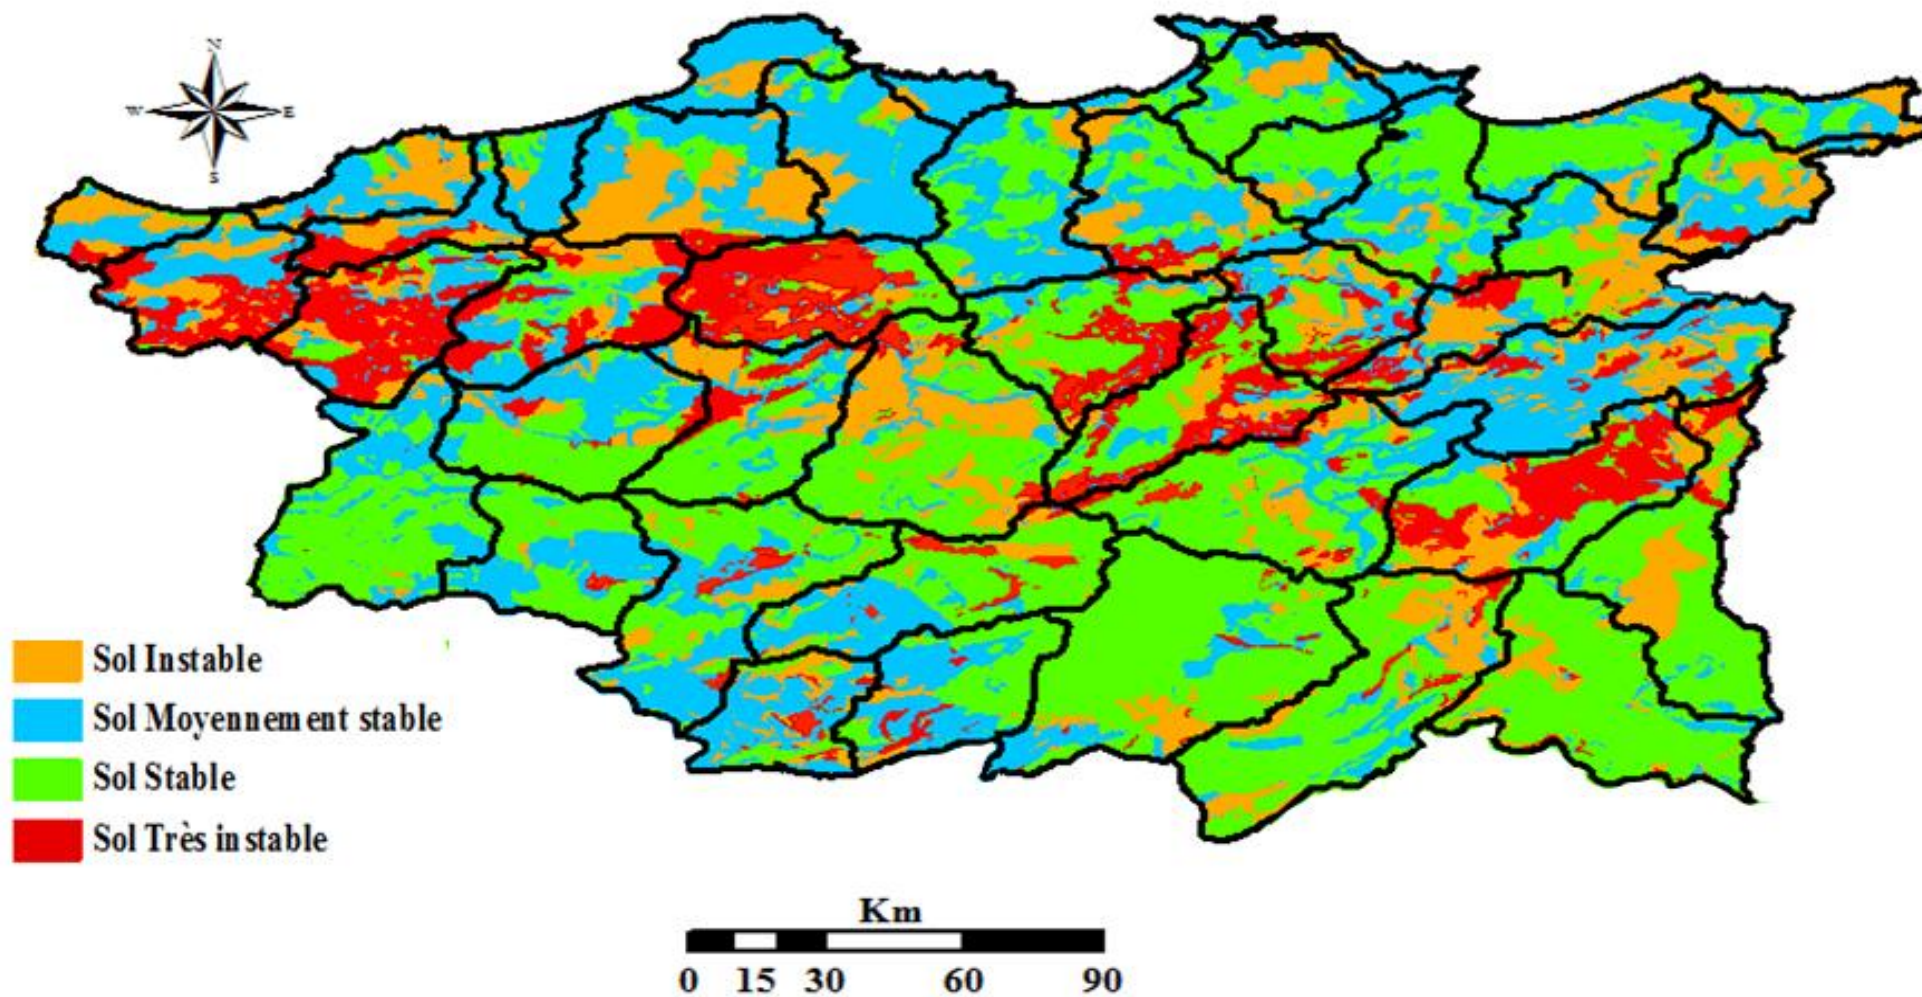 N
W E
S
Sol Instable
Sol Moyennement stable
Sol Stable
Sol Très instable
Km
0 15 30 60 90